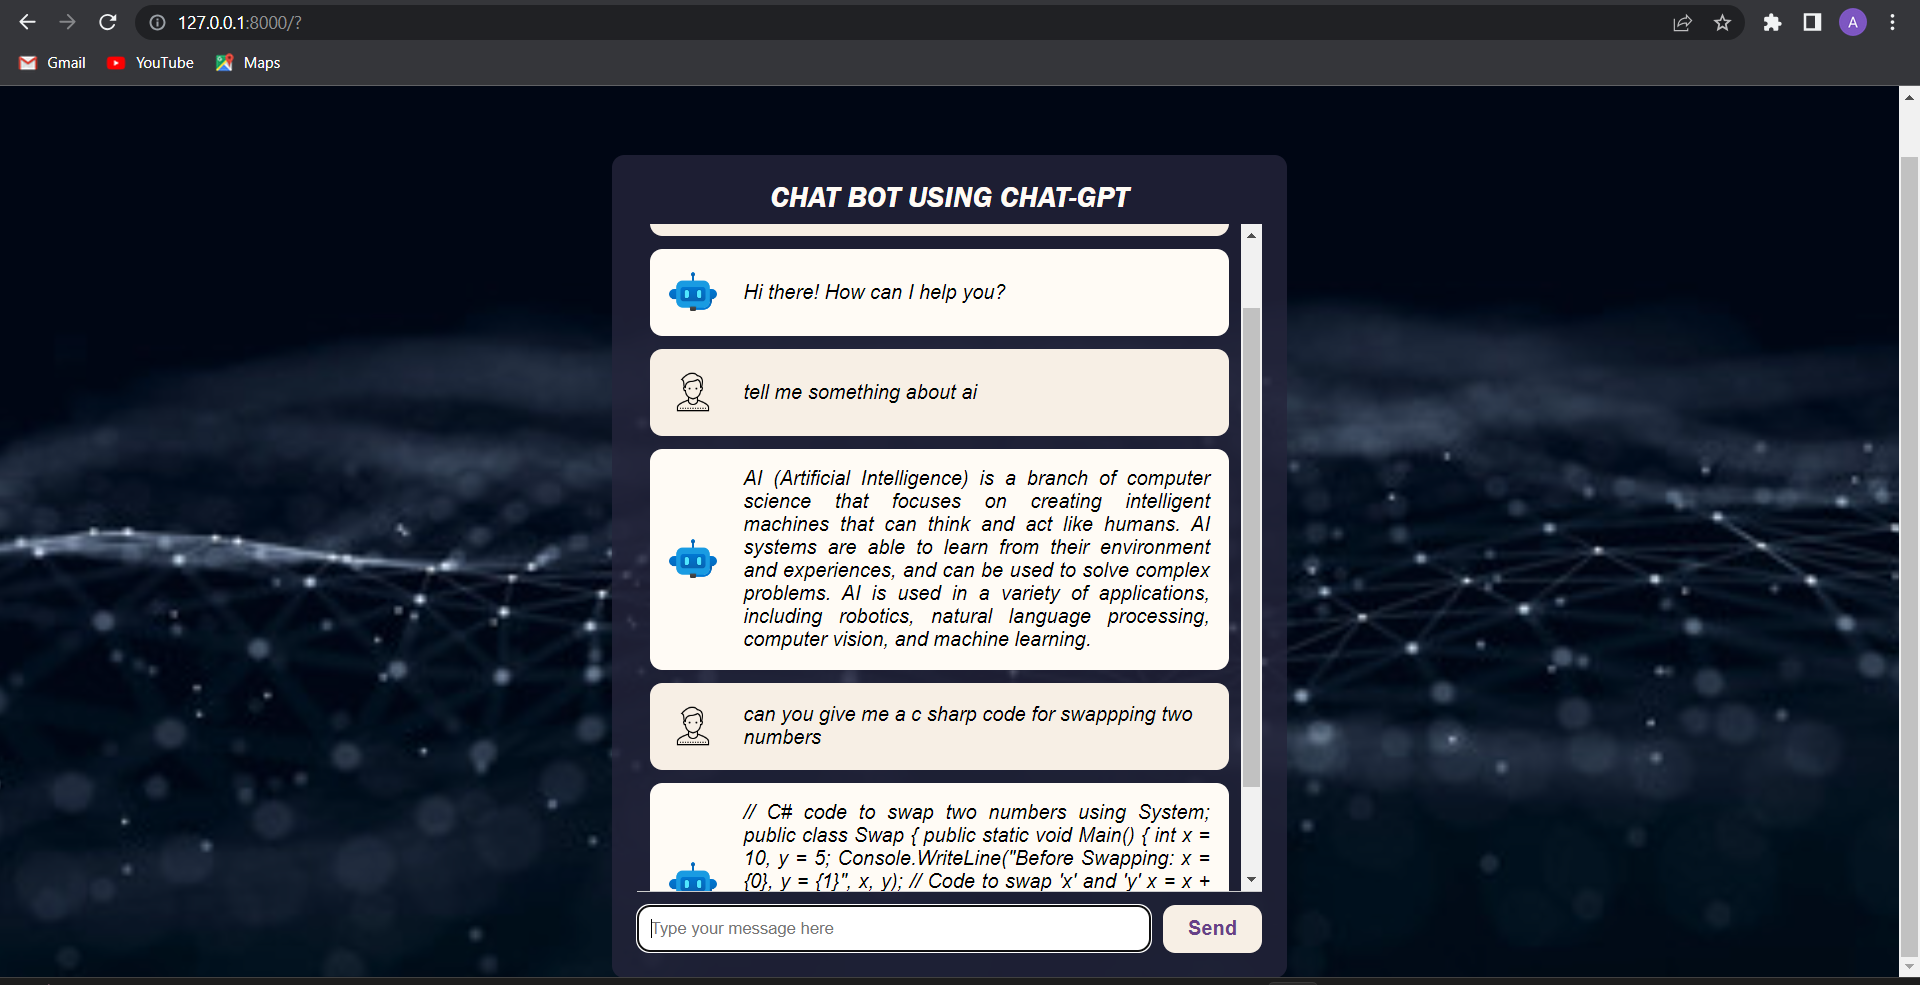 127.0.0.1:8000/?
A
Gmail
YouTube
Maps
CHAT BOT USING CHAT-GPT
Hi there! How can I help you?
tell me something about ai
AI (Artificial Intelligence) is a branch of computer
science that focuses on creating intelligent
machines that can think and act like humans. AI
systems are able to learn from their environment
and experiences, and can be used to solve complex
problems. AI is used in a variety of applications,
including robotics, natural language processing,
computer vision, and machine learning.
can you give me a c sharp code for swappping two
numbers
// C# code to swap two numbers using System;
public class Swap { public static void Main() { int x =
10, y = 5; Console.WriteLine("Before Swapping: x =
{0}, y = {1}", x, y); // Code to swap 'x' and 'y' x = x +
Type your message here
Send